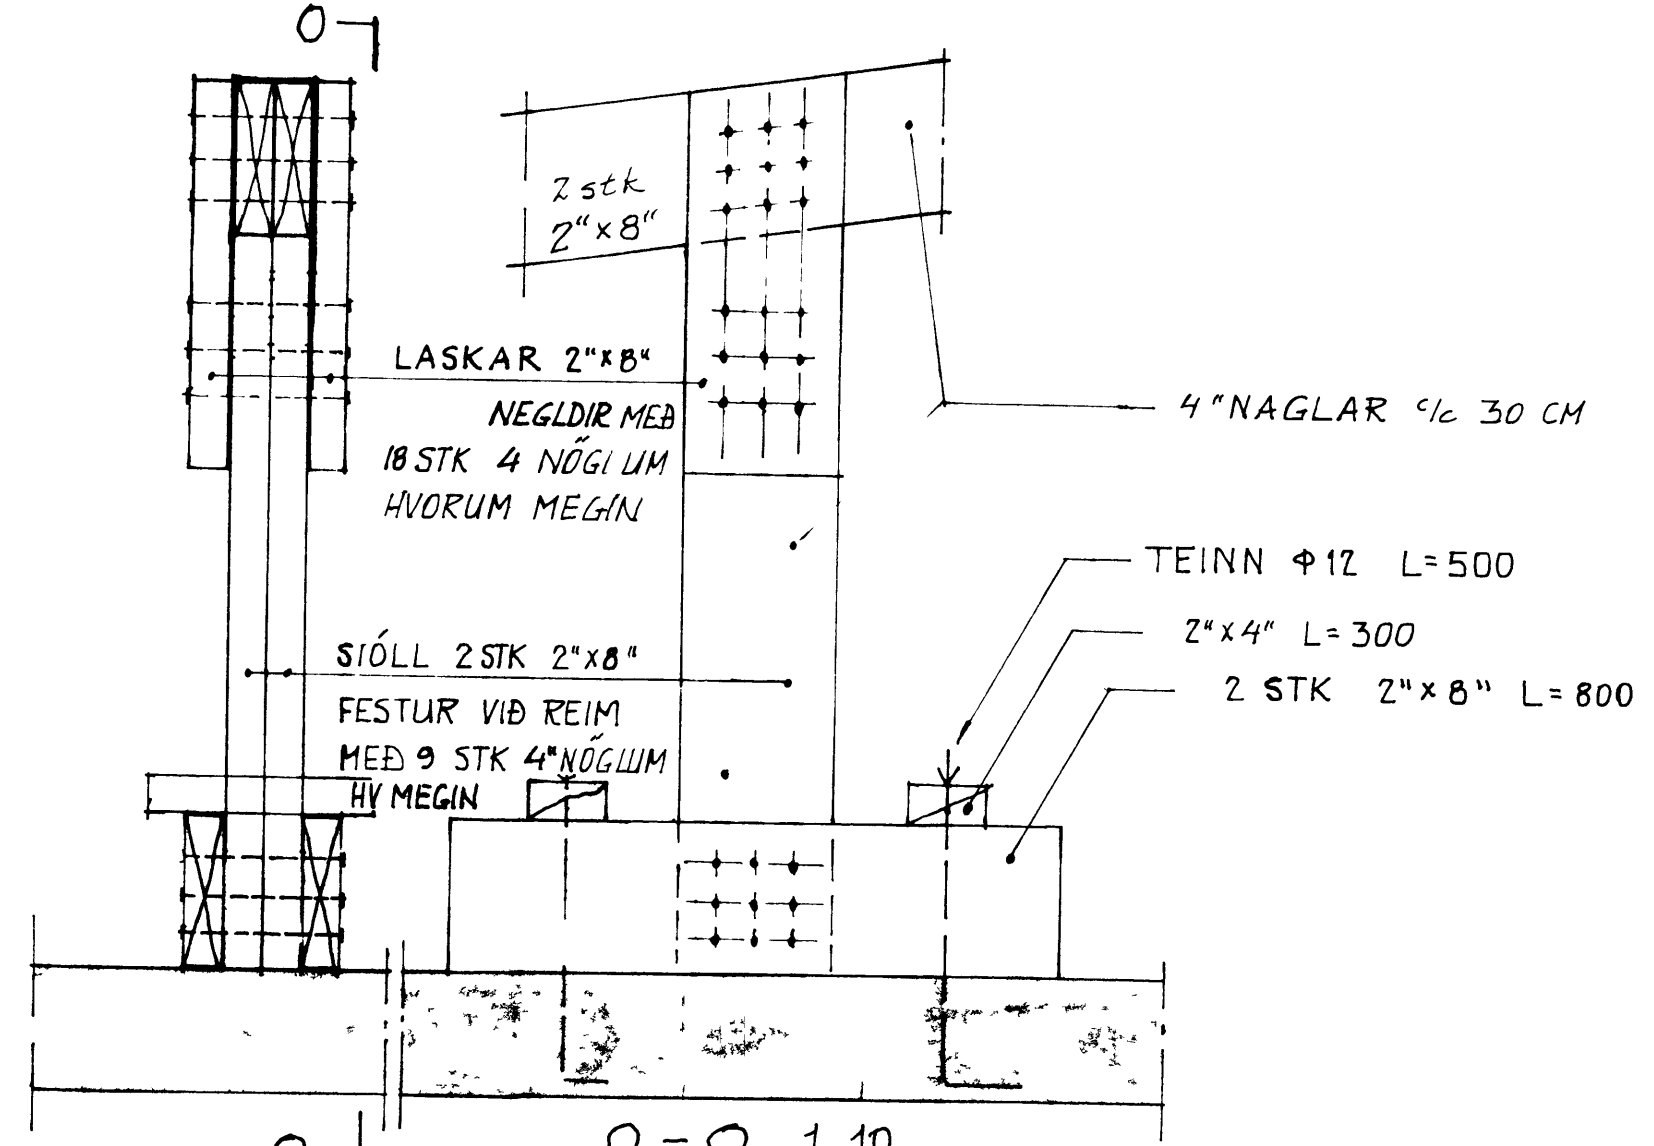 O
2 stk
2"x8"
LASKAR 2"x8"
NEGLDIR MEÐ
18 STK 4 NÖGLUM
HVORUM MEGIN
4" NAGLAR c/c 30 CM
TEINN Φ12 L=500
2"x4" L=300
2 STK 2"x8" L=800
SIÓLL 2 STK 2"x8"
FESTUR VIÐ REIM
MEÐ 9 STK 4" NÖGLUM
HV MEGIN
O-O